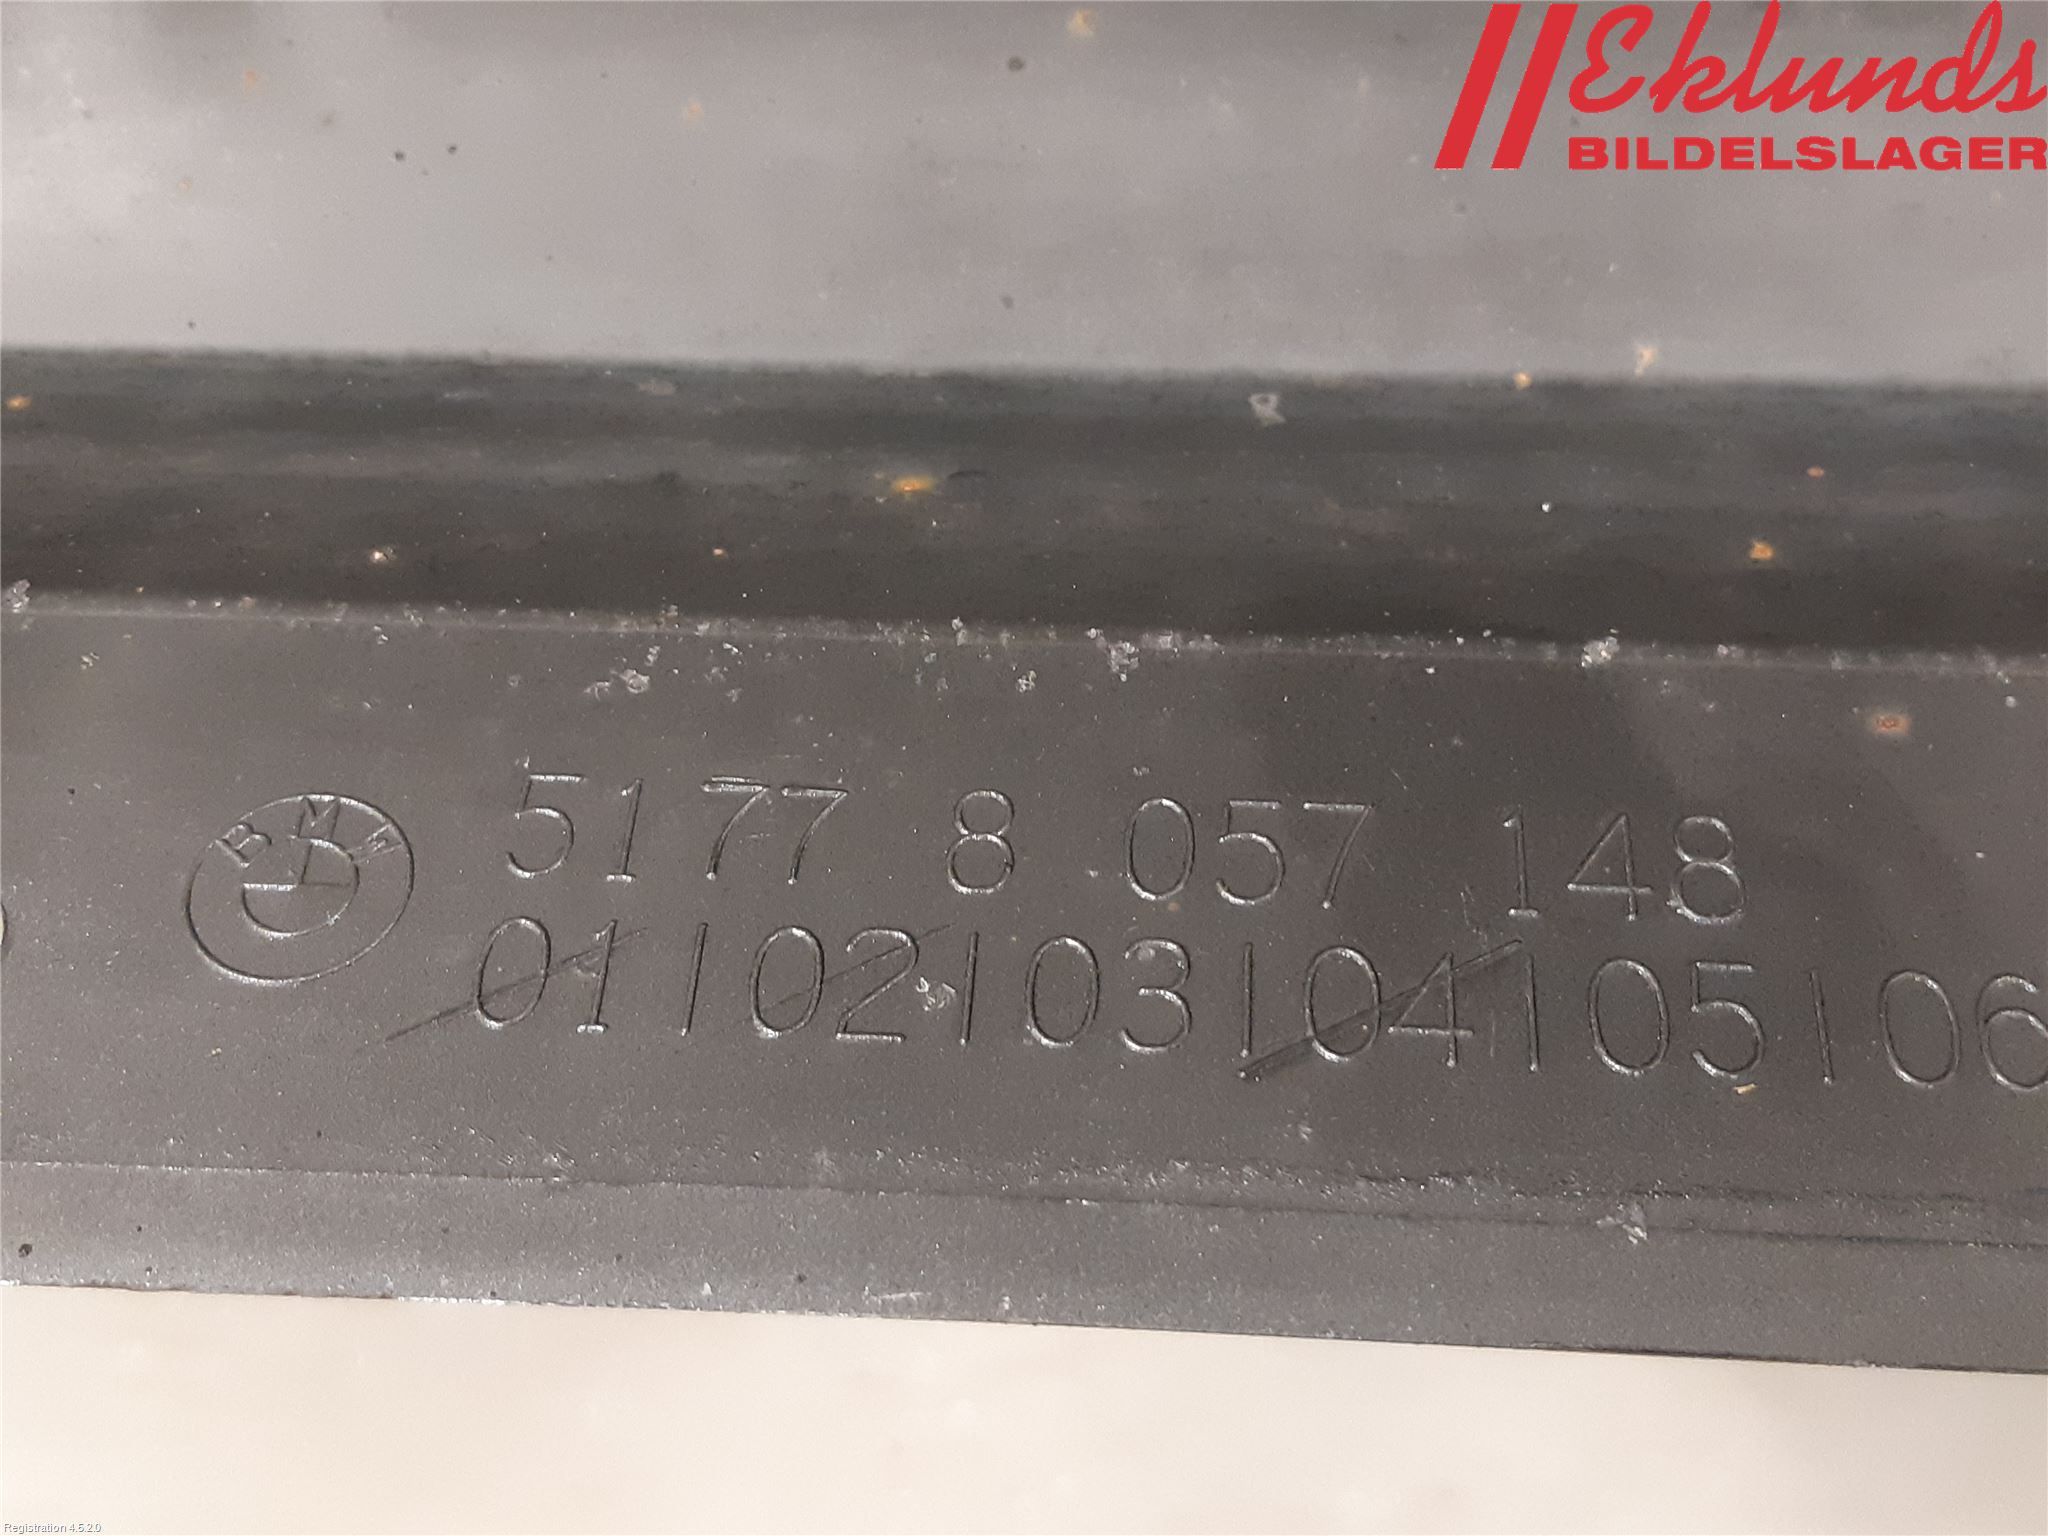 Eklunds
BILDELSLAGER
BMW
5177 8 057 148
01|02|03|04|05|06
Registration 4.5.2.0